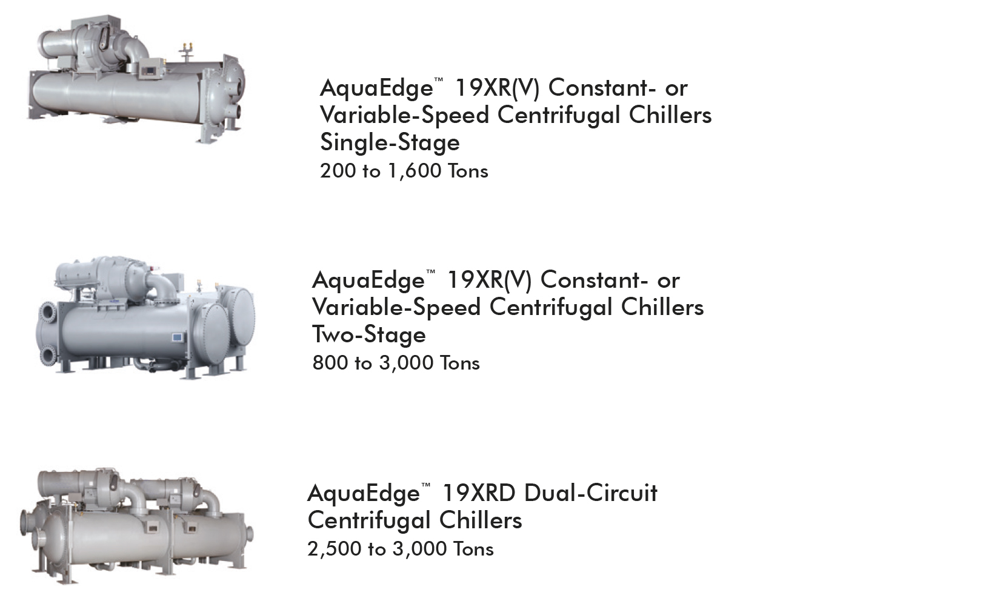 AquaEdge™ 19XR(V) Constant- or
Variable-Speed Centrifugal Chillers
Single-Stage
200 to 1,600 Tons
AquaEdge™ 19XR(V) Constant- or
Variable-Speed Centrifugal Chillers
Two-Stage
800 to 3,000 Tons
AquaEdge™ 19XRD Dual-Circuit
Centrifugal Chillers
2,500 to 3,000 Tons